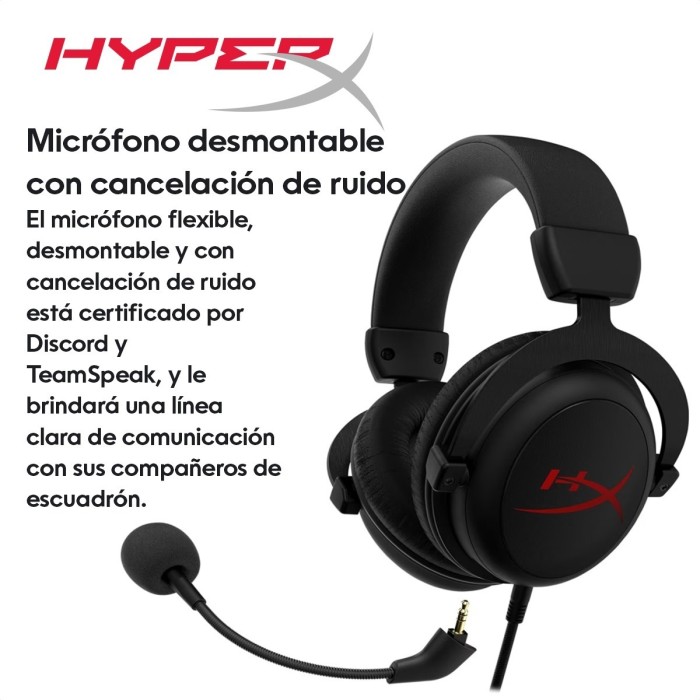 HYPERX
Micrófono desmontable
con cancelación de ruido
El micrófono flexible,
desmontable y con
cancelación de ruido
está certificado por
Discord y
TeamSpeak, y le
brindará una línea
clara de comunicación
con sus compañeros de
escuadrón.
HX